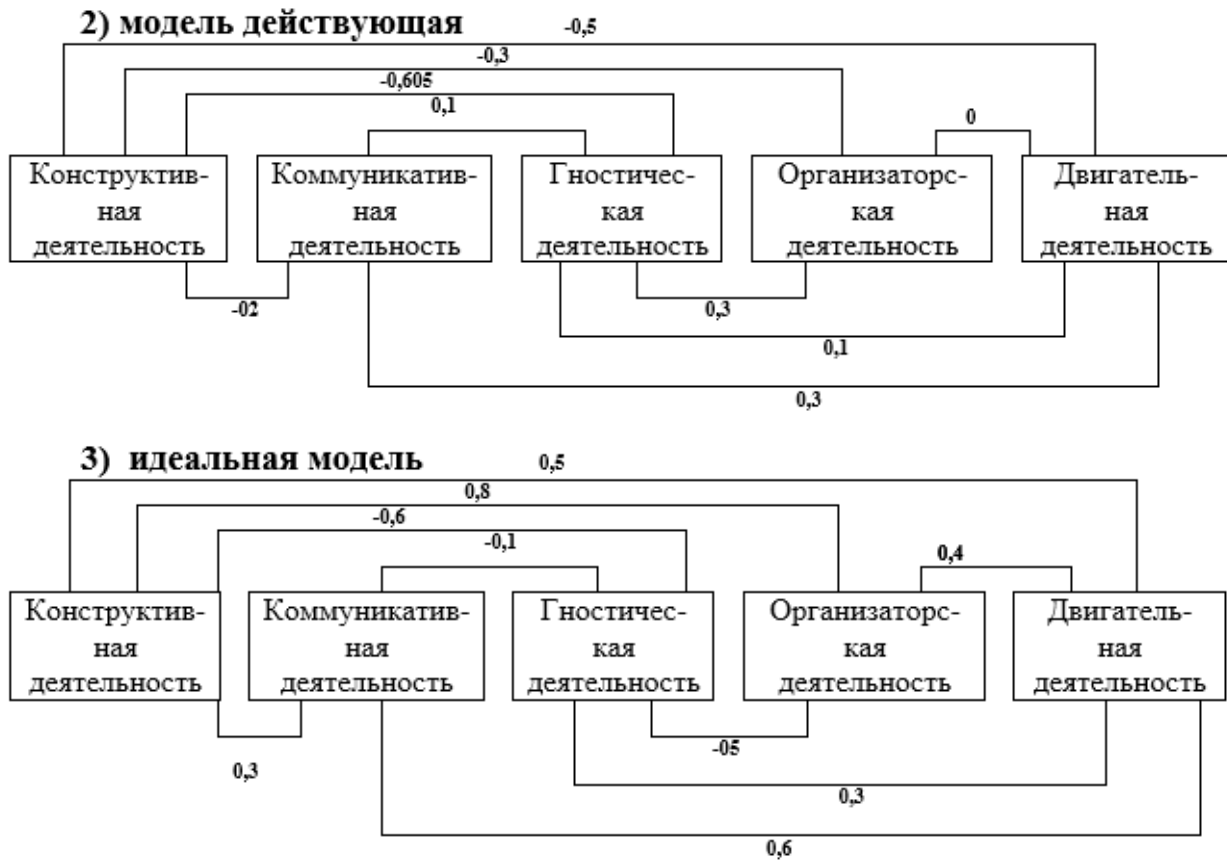 2) модель действующая
-0,5
-0,3
-0,605
0,1
0
Конструктив-
ная
деятельность
Коммуникатив-
ная
деятельность
Гностичес-
кая
деятельность
Организаторс-
кая
деятельность
Двигатель-
ная
деятельность
-02
0,3
0,1
0,3
3) идеальная модель
0,5
0,8
-0,6
-0,1
0,4
Конструктив-
ная
деятельность
Коммуникатив-
ная
деятельность
Гностичес-
кая
деятельность
Организаторс-
кая
деятельность
Двигатель-
ная
деятельность
0,3
-05
0,3
0,6